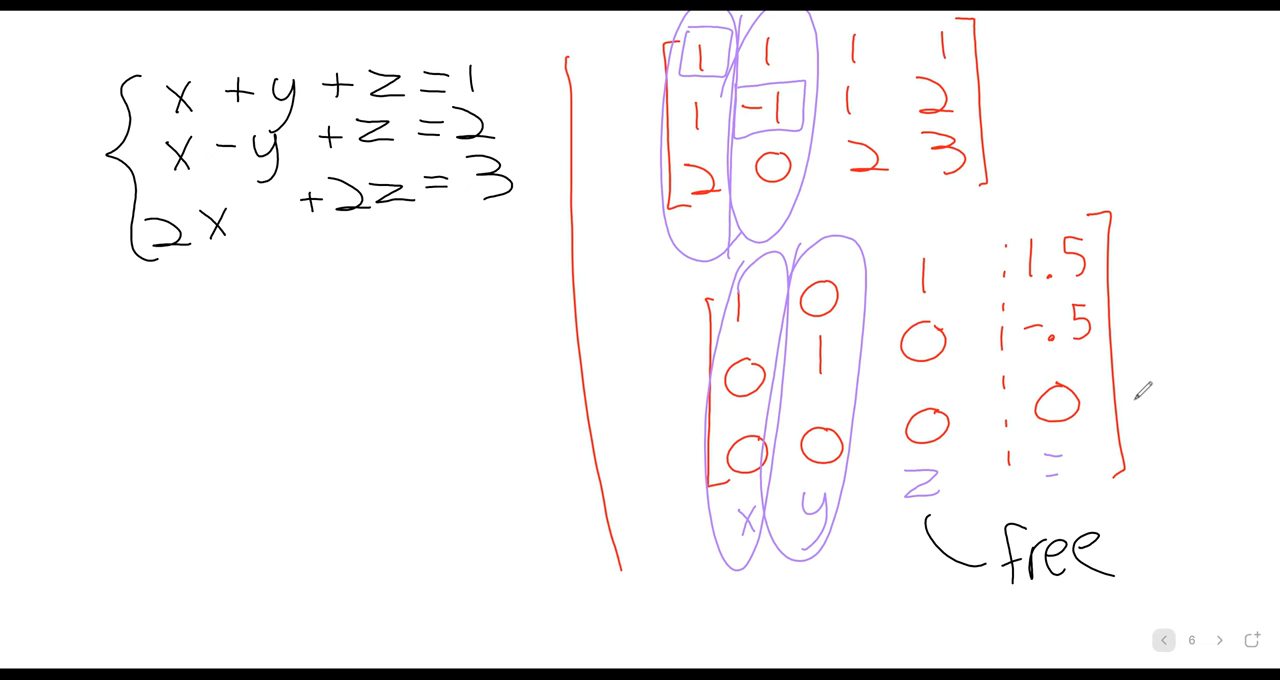 x + y + z = 1
x - y + z = 2
2x + 2z = 3
1 1 1 1
1 -1 1 2
2 0 2 3
1 0 1 1.5
0 1 0 -.5
0 0 0 0
x y z =
free
6